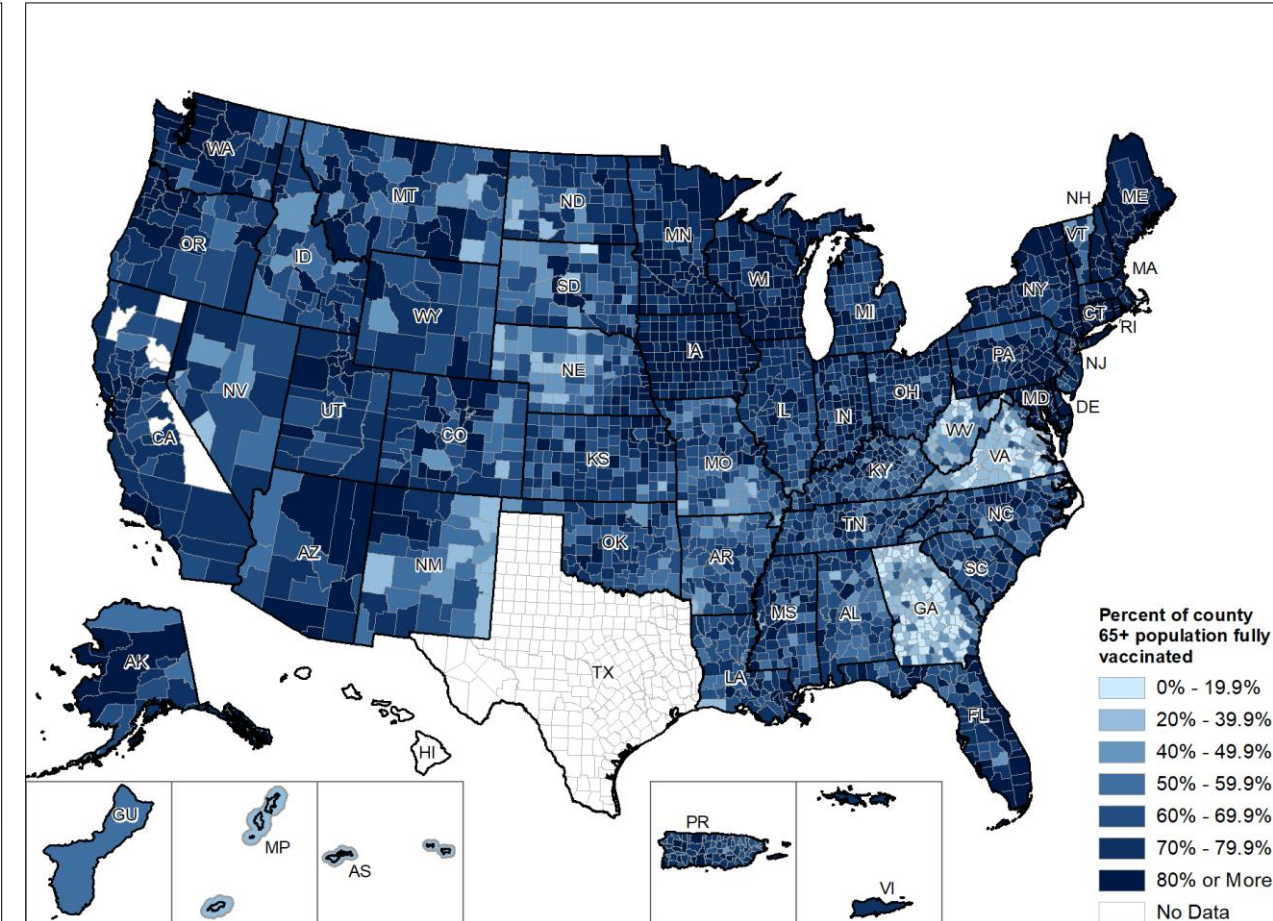 WA
MT
ND
MN
NH
ME
VT
OR
ID
SD
WI
MI
NY
MA
WY
CT
RI
IA
PA
NJ
NE
NV
UT
CO
IL
IN
OH
MD
DE
WV
VA
CA
KS
MO
KY
NC
TN
AZ
NM
OK
AR
SC
MS
AL
GA
TX
LA
FL
AK
HI
GU
MP
AS
PR
VI
Percent of county
65+ population fully
vaccinated
0% - 19.9%
20% - 39.9%
40% - 49.9%
50% - 59.9%
60% - 69.9%
70% - 79.9%
80% or More
No Data